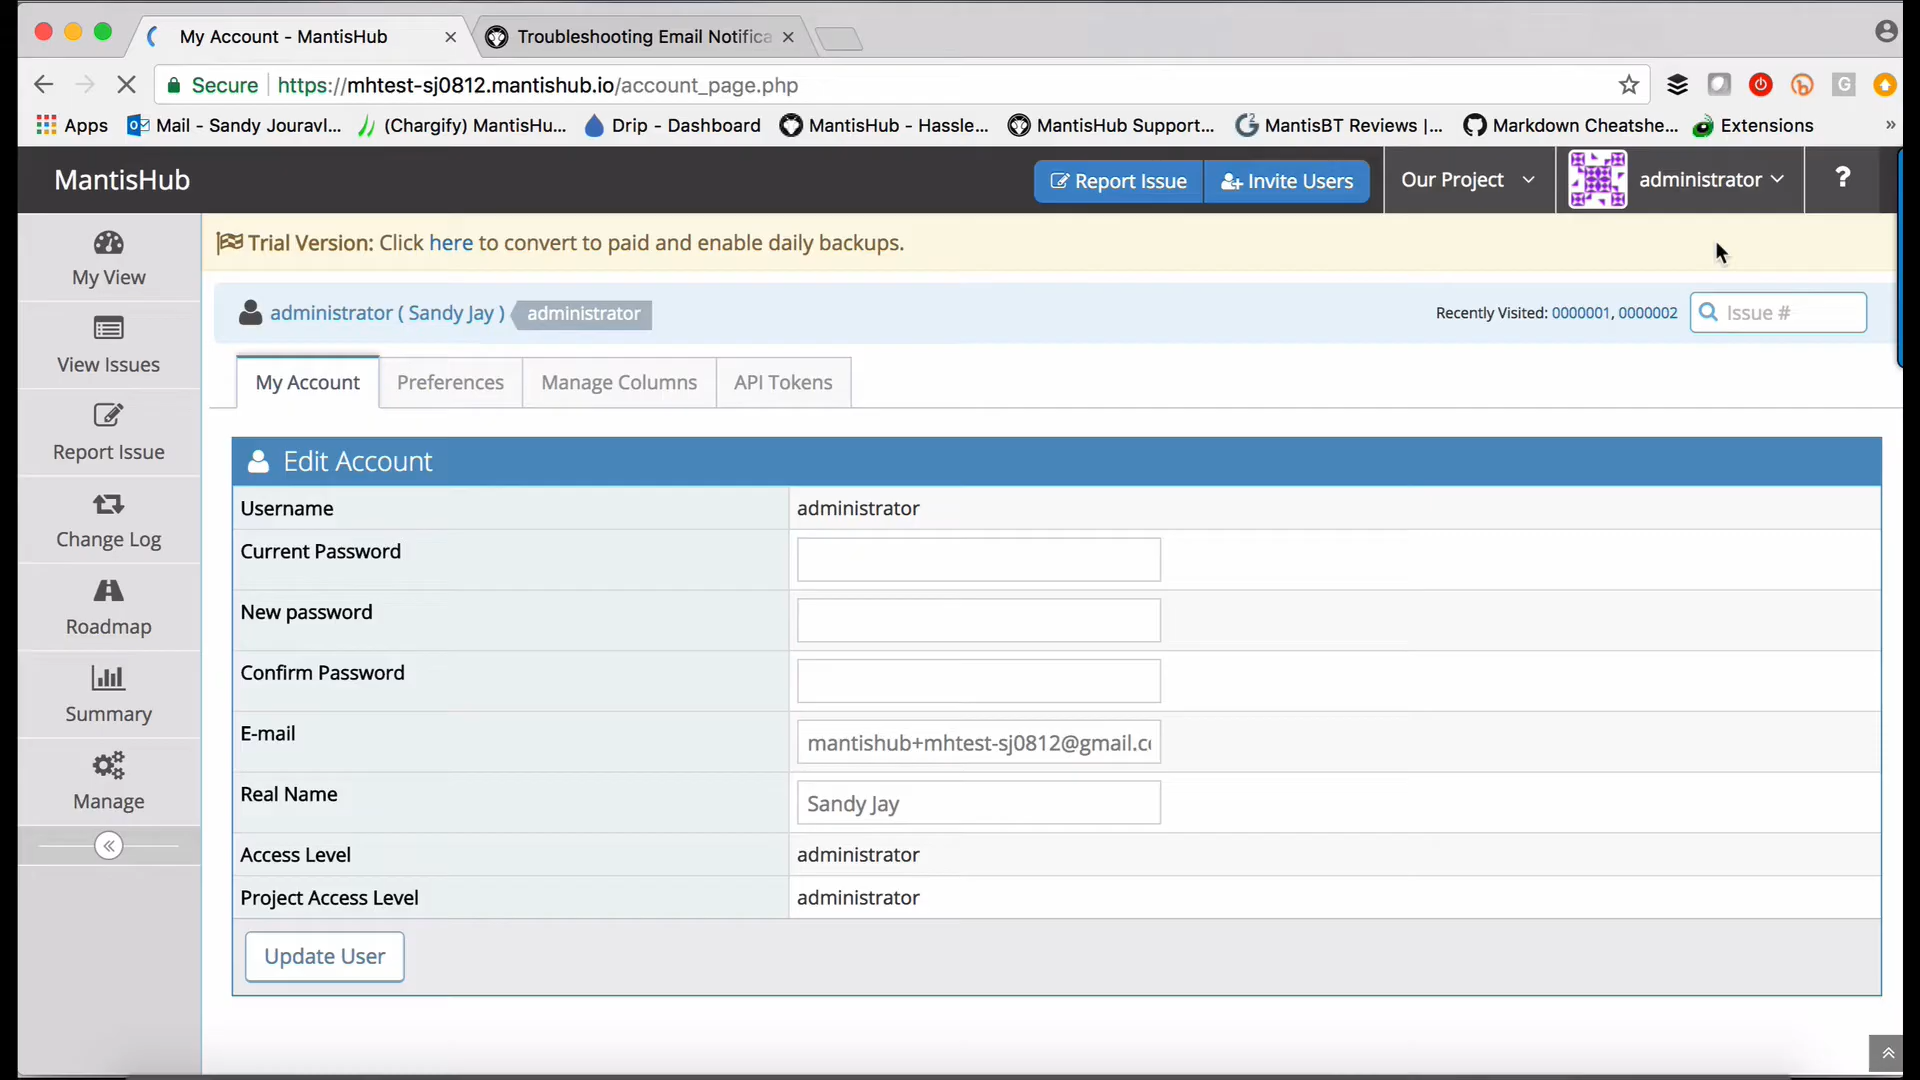 My Account - MantisHub
Troubleshooting Email Notifica
Secure https://mhtest-sj0812.mantishub.io/account_page.php
Apps Mail - Sandy Jouravl... (Chargify) MantisHu... Drip - Dashboard MantisHub - Hassle... MantisHub Support... MantisBT Reviews |... Markdown Cheatshe... Extensions »
MantisHub Report Issue Invite Users Our Project administrator ?
Trial Version: Click here to convert to paid and enable daily backups.
administrator ( Sandy Jay ) administrator Recently Visited: 0000001, 0000002 Issue #
My View
View Issues
Report Issue
Change Log
Roadmap
Summary
Manage
My Account Preferences Manage Columns API Tokens
Edit Account
Username administrator
Current Password
New password
Confirm Password
E-mail mantishub+mhtest-sj0812@gmail.c
Real Name Sandy Jay
Access Level administrator
Project Access Level administrator
Update User